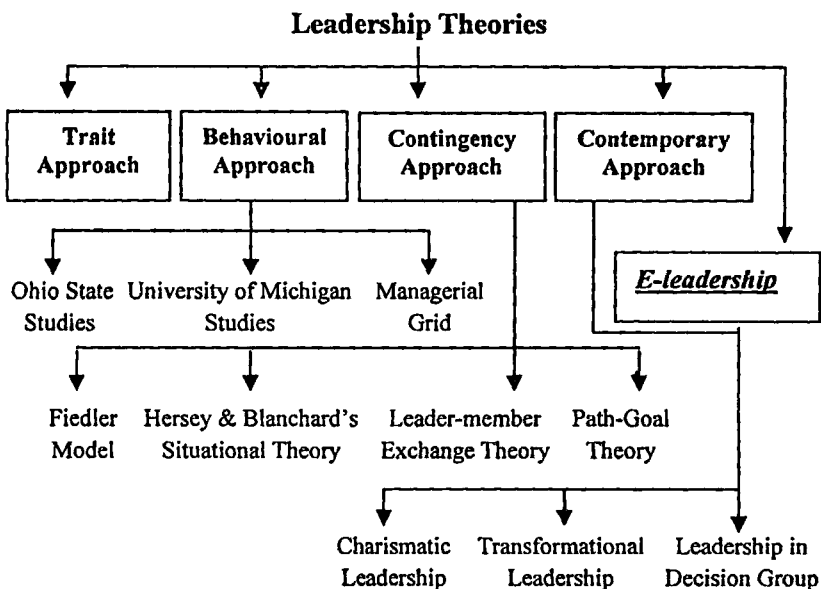 Leadership Theories
Trait
Approach
Behavioural
Approach
Contingency
Approach
Contemporary
Approach
E-leadership
Ohio State
Studies
University of Michigan
Studies
Managerial
Grid
Fiedler
Model
Hersey & Blanchard's
Situational Theory
Leader-member
Exchange Theory
Path-Goal
Theory
Charismatic
Leadership
Transformational
Leadership
Leadership in
Decision Group